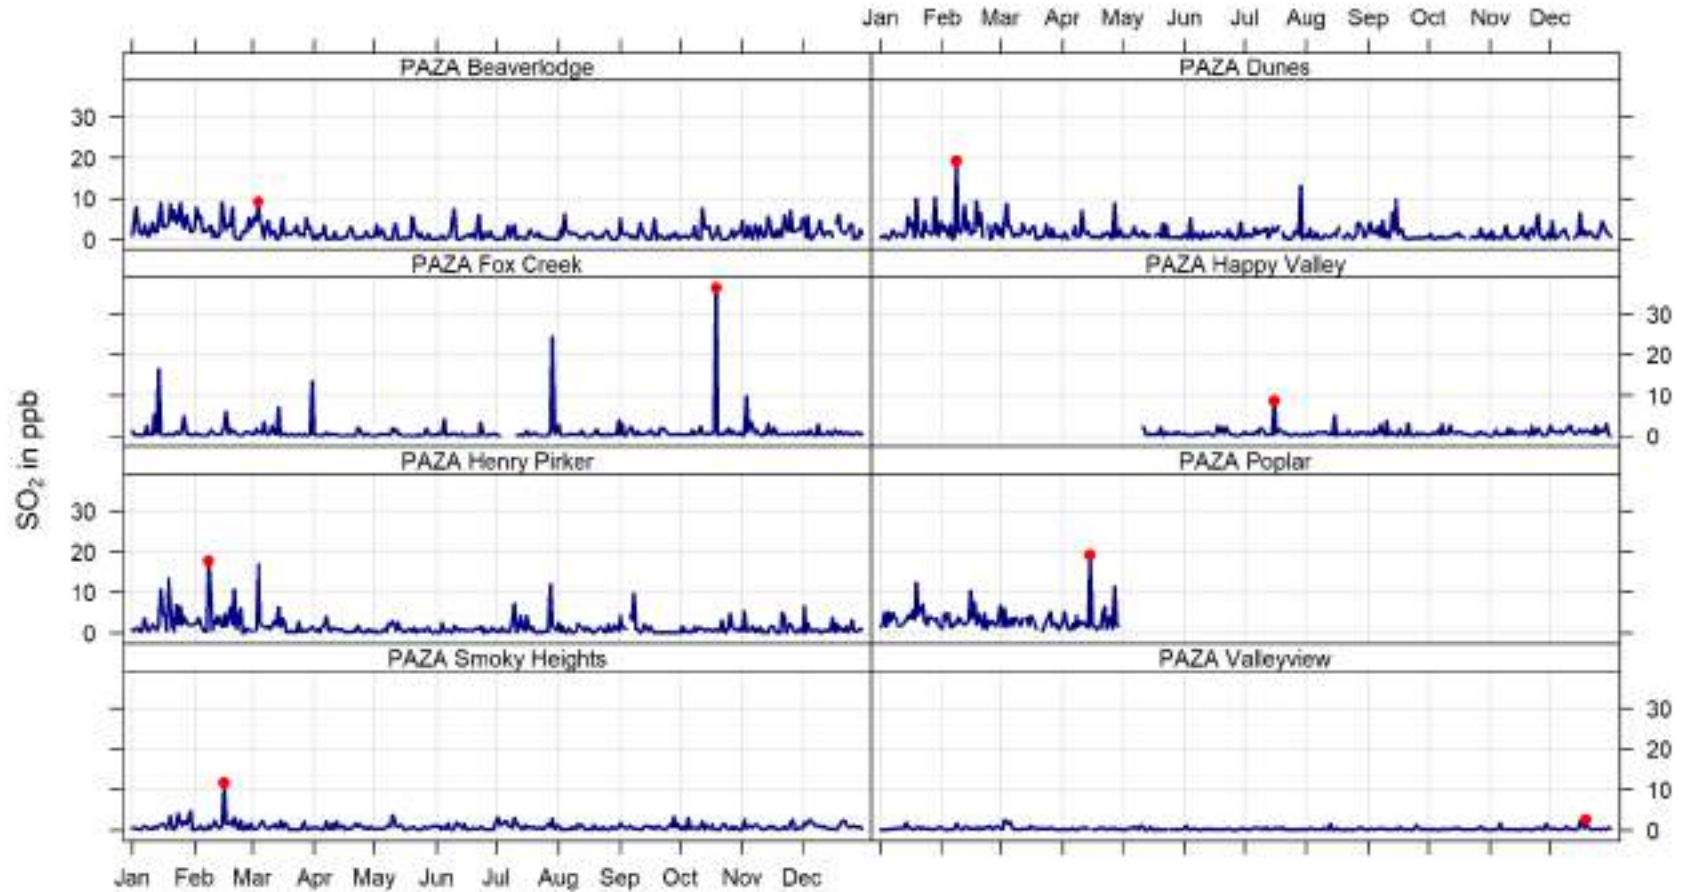 Jan Feb Mar Apr May Jun Jul Aug Sep Oct Nov Dec
PAZA Beaverlodge PAZA Dunes
30
20
10
0
PAZA Fox Creek PAZA Happy Valley
30
20
10
0
PAZA Henry Pirker PAZA Poplar
30
20
10
0
PAZA Smoky Heights PAZA Valleyview
30
20
10
0
Jan Feb Mar Apr May Jun Jul Aug Sep Oct Nov Dec
SO₂ in ppb